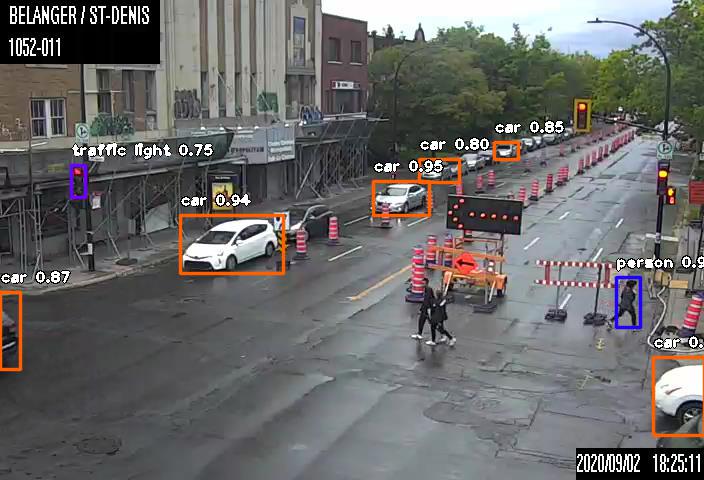 BELANGER / ST-DENIS
1052-011
car 0.85
car 0.80
traffic light 0.75
car 0.95
car 0.94
person 0.9
car 0.87
car 0.
2020/09/02 18:25:11